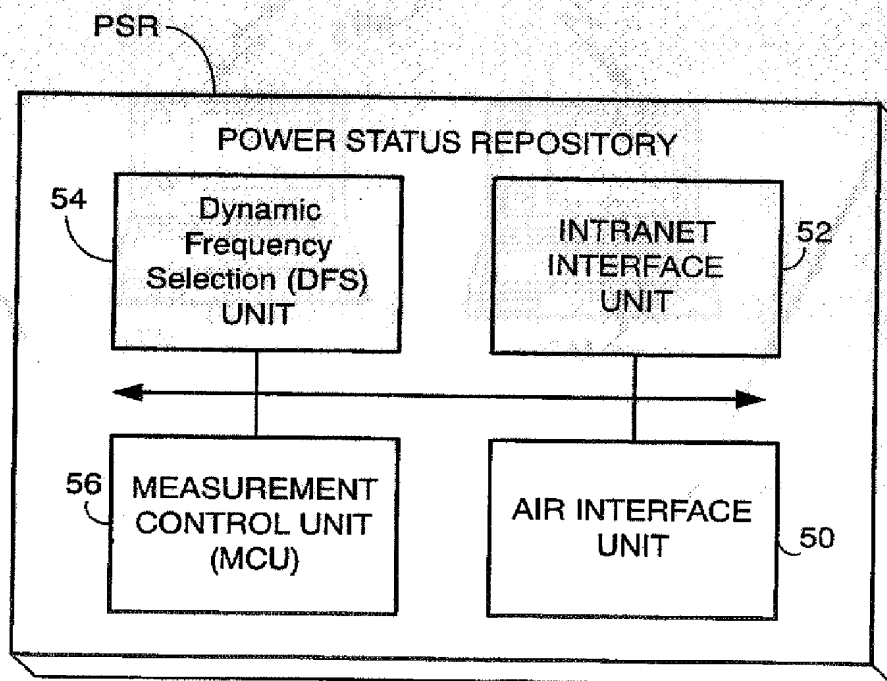 PSR
POWER STATUS REPOSITORY
54
Dynamic
Frequency
Selection (DFS)
UNIT
INTRANET
INTERFACE
UNIT
52
56
MEASUREMENT
CONTROL UNIT
(MCU)
AIR INTERFACE
UNIT
50